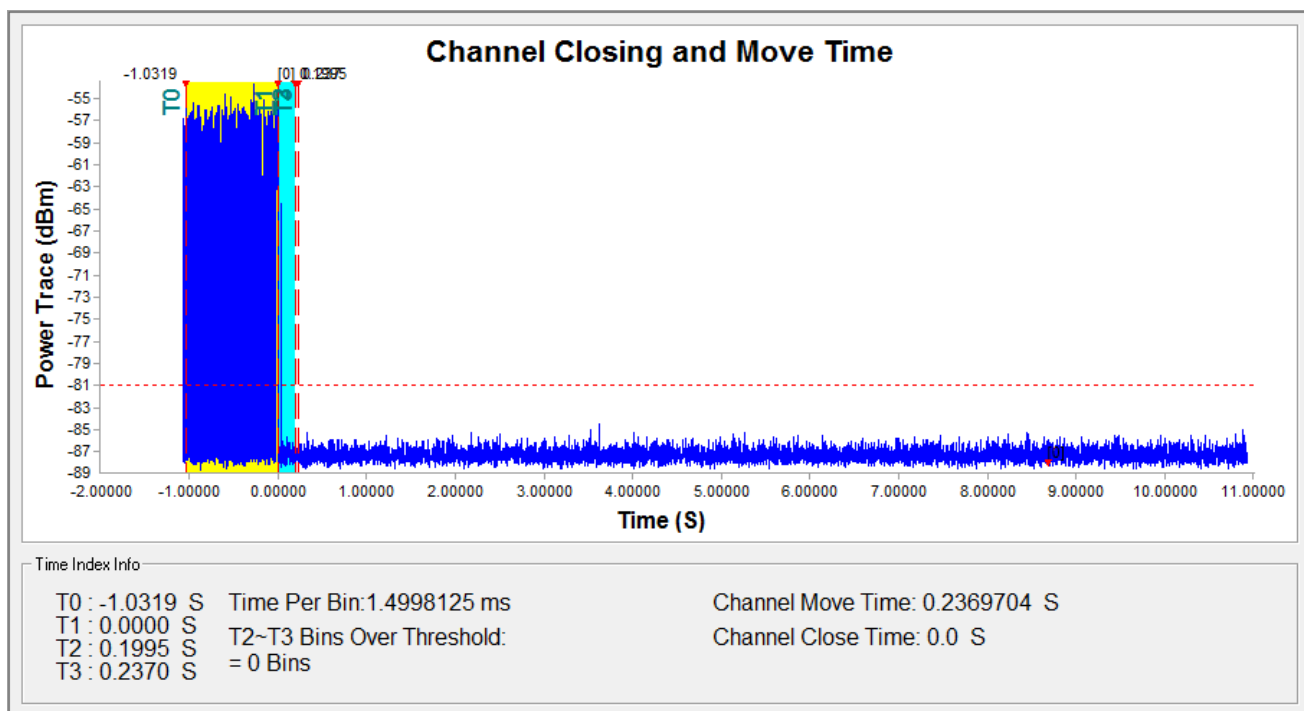 Channel Closing and Move Time
-1.0319 [0]
T0 T1
Power Trace (dBm)
-55
-57
-59
-61
-63
-65
-67
-69
-71
-73
-75
-77
-79
-81
-83
-85
-87
-89
[0]
-2.00000 -1.00000 0.00000 1.00000 2.00000 3.00000 4.00000 5.00000 6.00000 7.00000 8.00000 9.00000 10.00000 11.00000
Time (S)
Time Index Info
T0 : -1.0319 S Time Per Bin:1.4998125 ms Channel Move Time: 0.2369704 S
T1 : 0.0000 S T2~T3 Bins Over Threshold: Channel Close Time: 0.0 S
T2 : 0.1995 S = 0 Bins
T3 : 0.2370 S